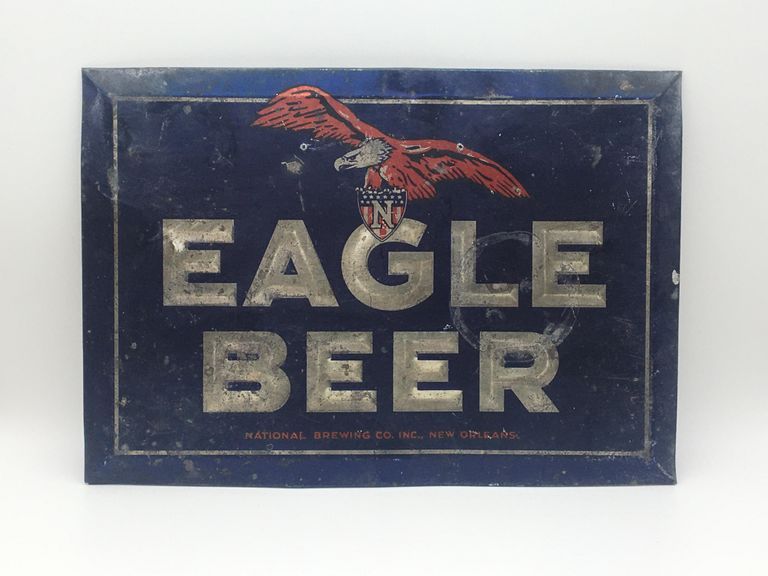 N
EAGLE
BEER
NATIONAL BREWING CO. INC., NEW ORLEANS.